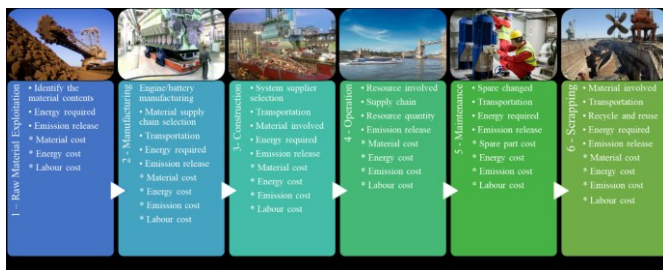 1 – Raw Material Exploitation
• Identify the
material contents
• Energy required
• Emission release
* Material cost
* Energy cost
* Labour cost
2 - Manufacturing
Engine/battery
manufacturing
• Material supply
chain selection
• Transportation
• Energy required
• Emission release
* Material cost
* Energy cost
* Emission cost
* Labour cost
3- Construction
• System supplier
selection
• Transportation
• Material involved
• Energy required
• Emission release
* Material cost
* Energy cost
* Emission cost
* Labour cost
4 - Operation
• Resource involved
• Supply chain
• Resource quantity
• Emission release
* Material cost
* Energy cost
* Emission cost
* Labour cost
5 - Maintenance
• Spare changed
• Transportation
• Energy required
• Emission release
* Spare part cost
* Energy cost
* Emission cost
* Labour cost
6 – Scrapping
• Material involved
• Transportation
• Recycle and reuse
• Energy required
• Emission release
* Material cost
* Energy cost
* Emission cost
* Labour cost